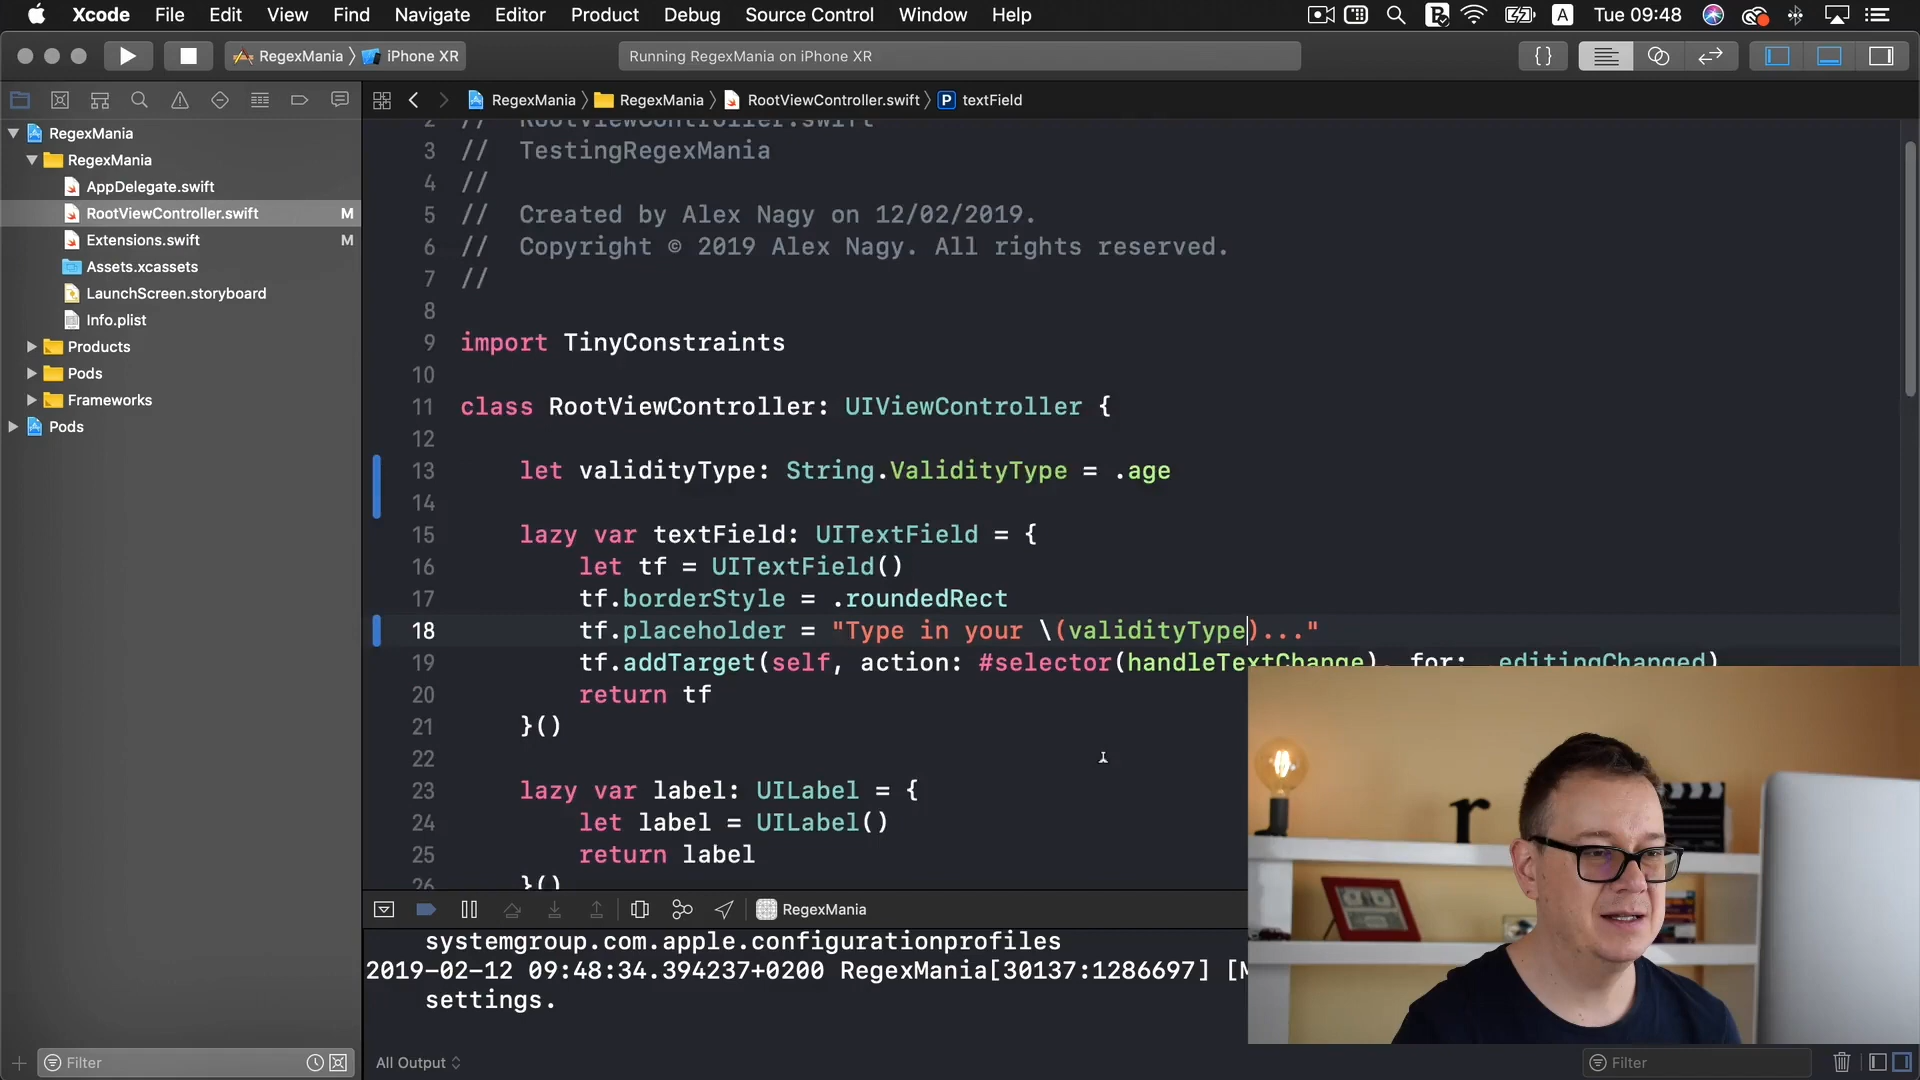 Xcode File Edit View Find Navigate Editor Product Debug Source Control Window Help A Tue 09:48
RegexMania iPhone XR Running RegexMania on iPhone XR {}
RegexMania RegexMania RootViewController.swift P textField
RegexMania
RegexMania
AppDelegate.swift
RootViewController.swift M
Extensions.swift M
Assets.xcassets
LaunchScreen.storyboard
Info.plist
Products
Pods
Frameworks
Pods
2 // RootViewController.swift
3 // TestingRegexMania
4 //
5 // Created by Alex Nagy on 12/02/2019.
6 // Copyright © 2019 Alex Nagy. All rights reserved.
7 //
8
9 import TinyConstraints
10
11 class RootViewController: UIViewController {
12
13 let validityType: String.ValidityType = .age
14
15 lazy var textField: UITextField = {
16 let tf = UITextField()
17 tf.borderStyle = .roundedRect
18 tf.placeholder = "Type in your \(validityType)..."
19 tf.addTarget(self, action: #selector(handleTextChange), for: .editingChanged)
20 return tf
21 }()
22
23 lazy var label: UILabel = {
24 let label = UILabel()
25 return label
26 }()
RegexMania
systemgroup.com.apple.configurationprofiles
2019-02-12 09:48:34.394237+0200 RegexMania[30137:1286697] [M
settings.
Filter All Output Filter